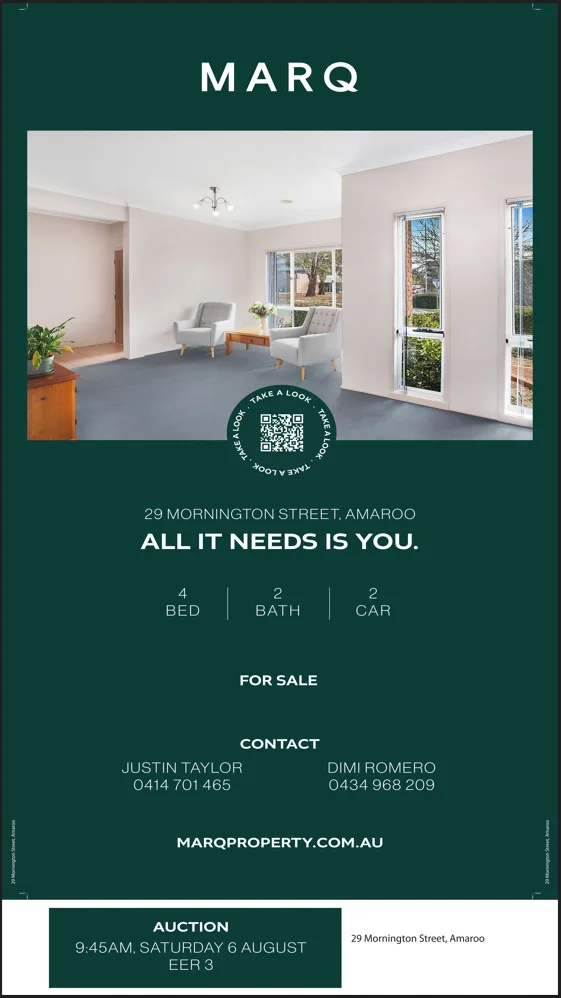 MARQ
TAKE A LOOK . TAKE A LOOK . TAKE A LOOK . TAKE A LOOK .
29 MORNINGTON STREET, AMAROO
ALL IT NEEDS IS YOU.
4 2 2
BED BATH CAR
FOR SALE
CONTACT
JUSTIN TAYLOR DIMI ROMERO
0414 701 465 0434 968 209
MARQPROPERTY.COM.AU
29 Mornington Street, Amaroo
29 Mornington Street, Amaroo
AUCTION
9:45AM, SATURDAY 6 AUGUST
EER 3
29 Mornington Street, Amaroo